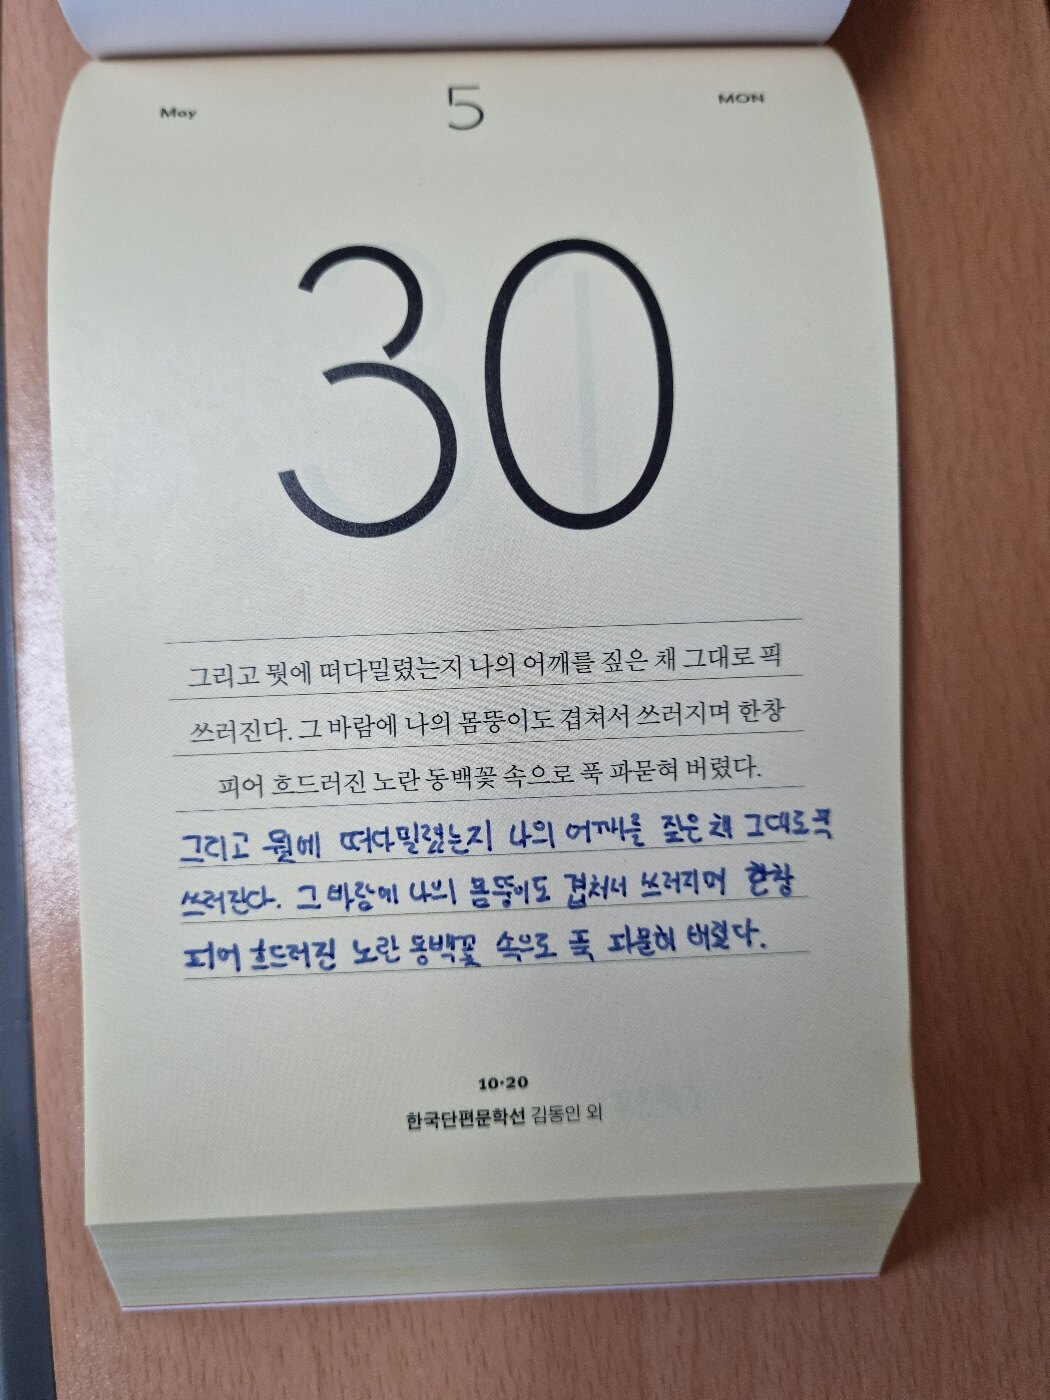 May 5 MON
30
그리고 뭣에 떠다밀렸는지 나의 어깨를 짚은 채 그대로 픽
쓰러진다. 그 바람에 나의 몸뚱이도 겹쳐서 쓰러지며 한창
피어 흐드러진 노란 동백꽃 속으로 푹 파묻혀 버렸다.
그리고 뭣에 떠다밀렸는지 나의 어깨를 짚은 채 그대로 픽
쓰러진다. 그 바람에 나의 몸뚱이도 겹쳐서 쓰러지며 한창
피어 흐드러진 노란 동백꽃 속으로 푹 파묻혀 버렸다.
10·20
한국단편문학선 김동인 외